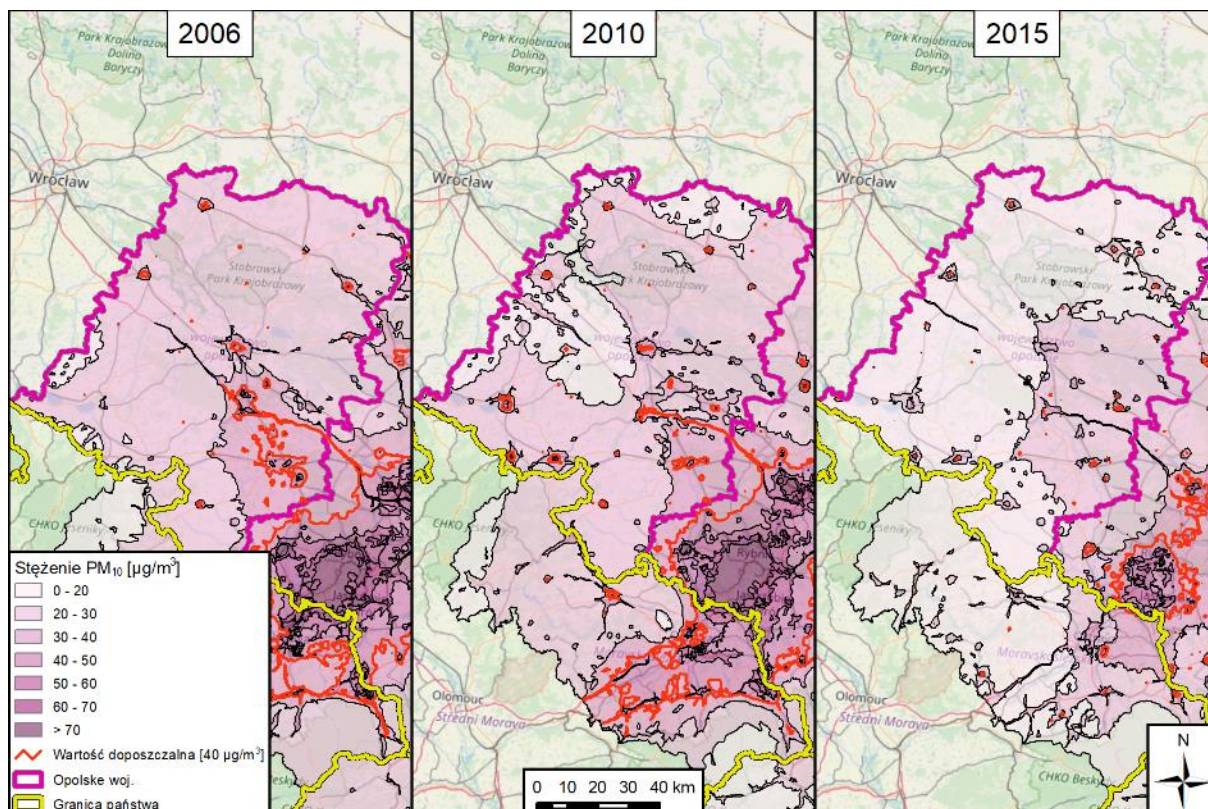 2006
2010
2015
Park Krajobrazowy
Dolina
Baryczy
Park Krajobrazowy
Dolina
Baryczy
Park Krajobrazowy
Dolina
Baryczy
Wrocław
Wrocław
Wrocław
Stobrawski
Park Krajobrazowy
Stobrawski
Park Krajobrazowy
Stobrawski
Park Krajobrazowy
CHKO Jeseníky
CHKO
CHKO
Olomouc
Střední Morava
Olomouc
Střední Morava
CHKO Beskydy
Stężenie PM₁₀ [µg/m³]
0 - 20
20 - 30
30 - 40
40 - 50
50 - 60
60 - 70
> 70
Wartość doposzczalna [40 µg/m³]
Opolske woj.
Granica państwa
0 10 20 30 40 km
N